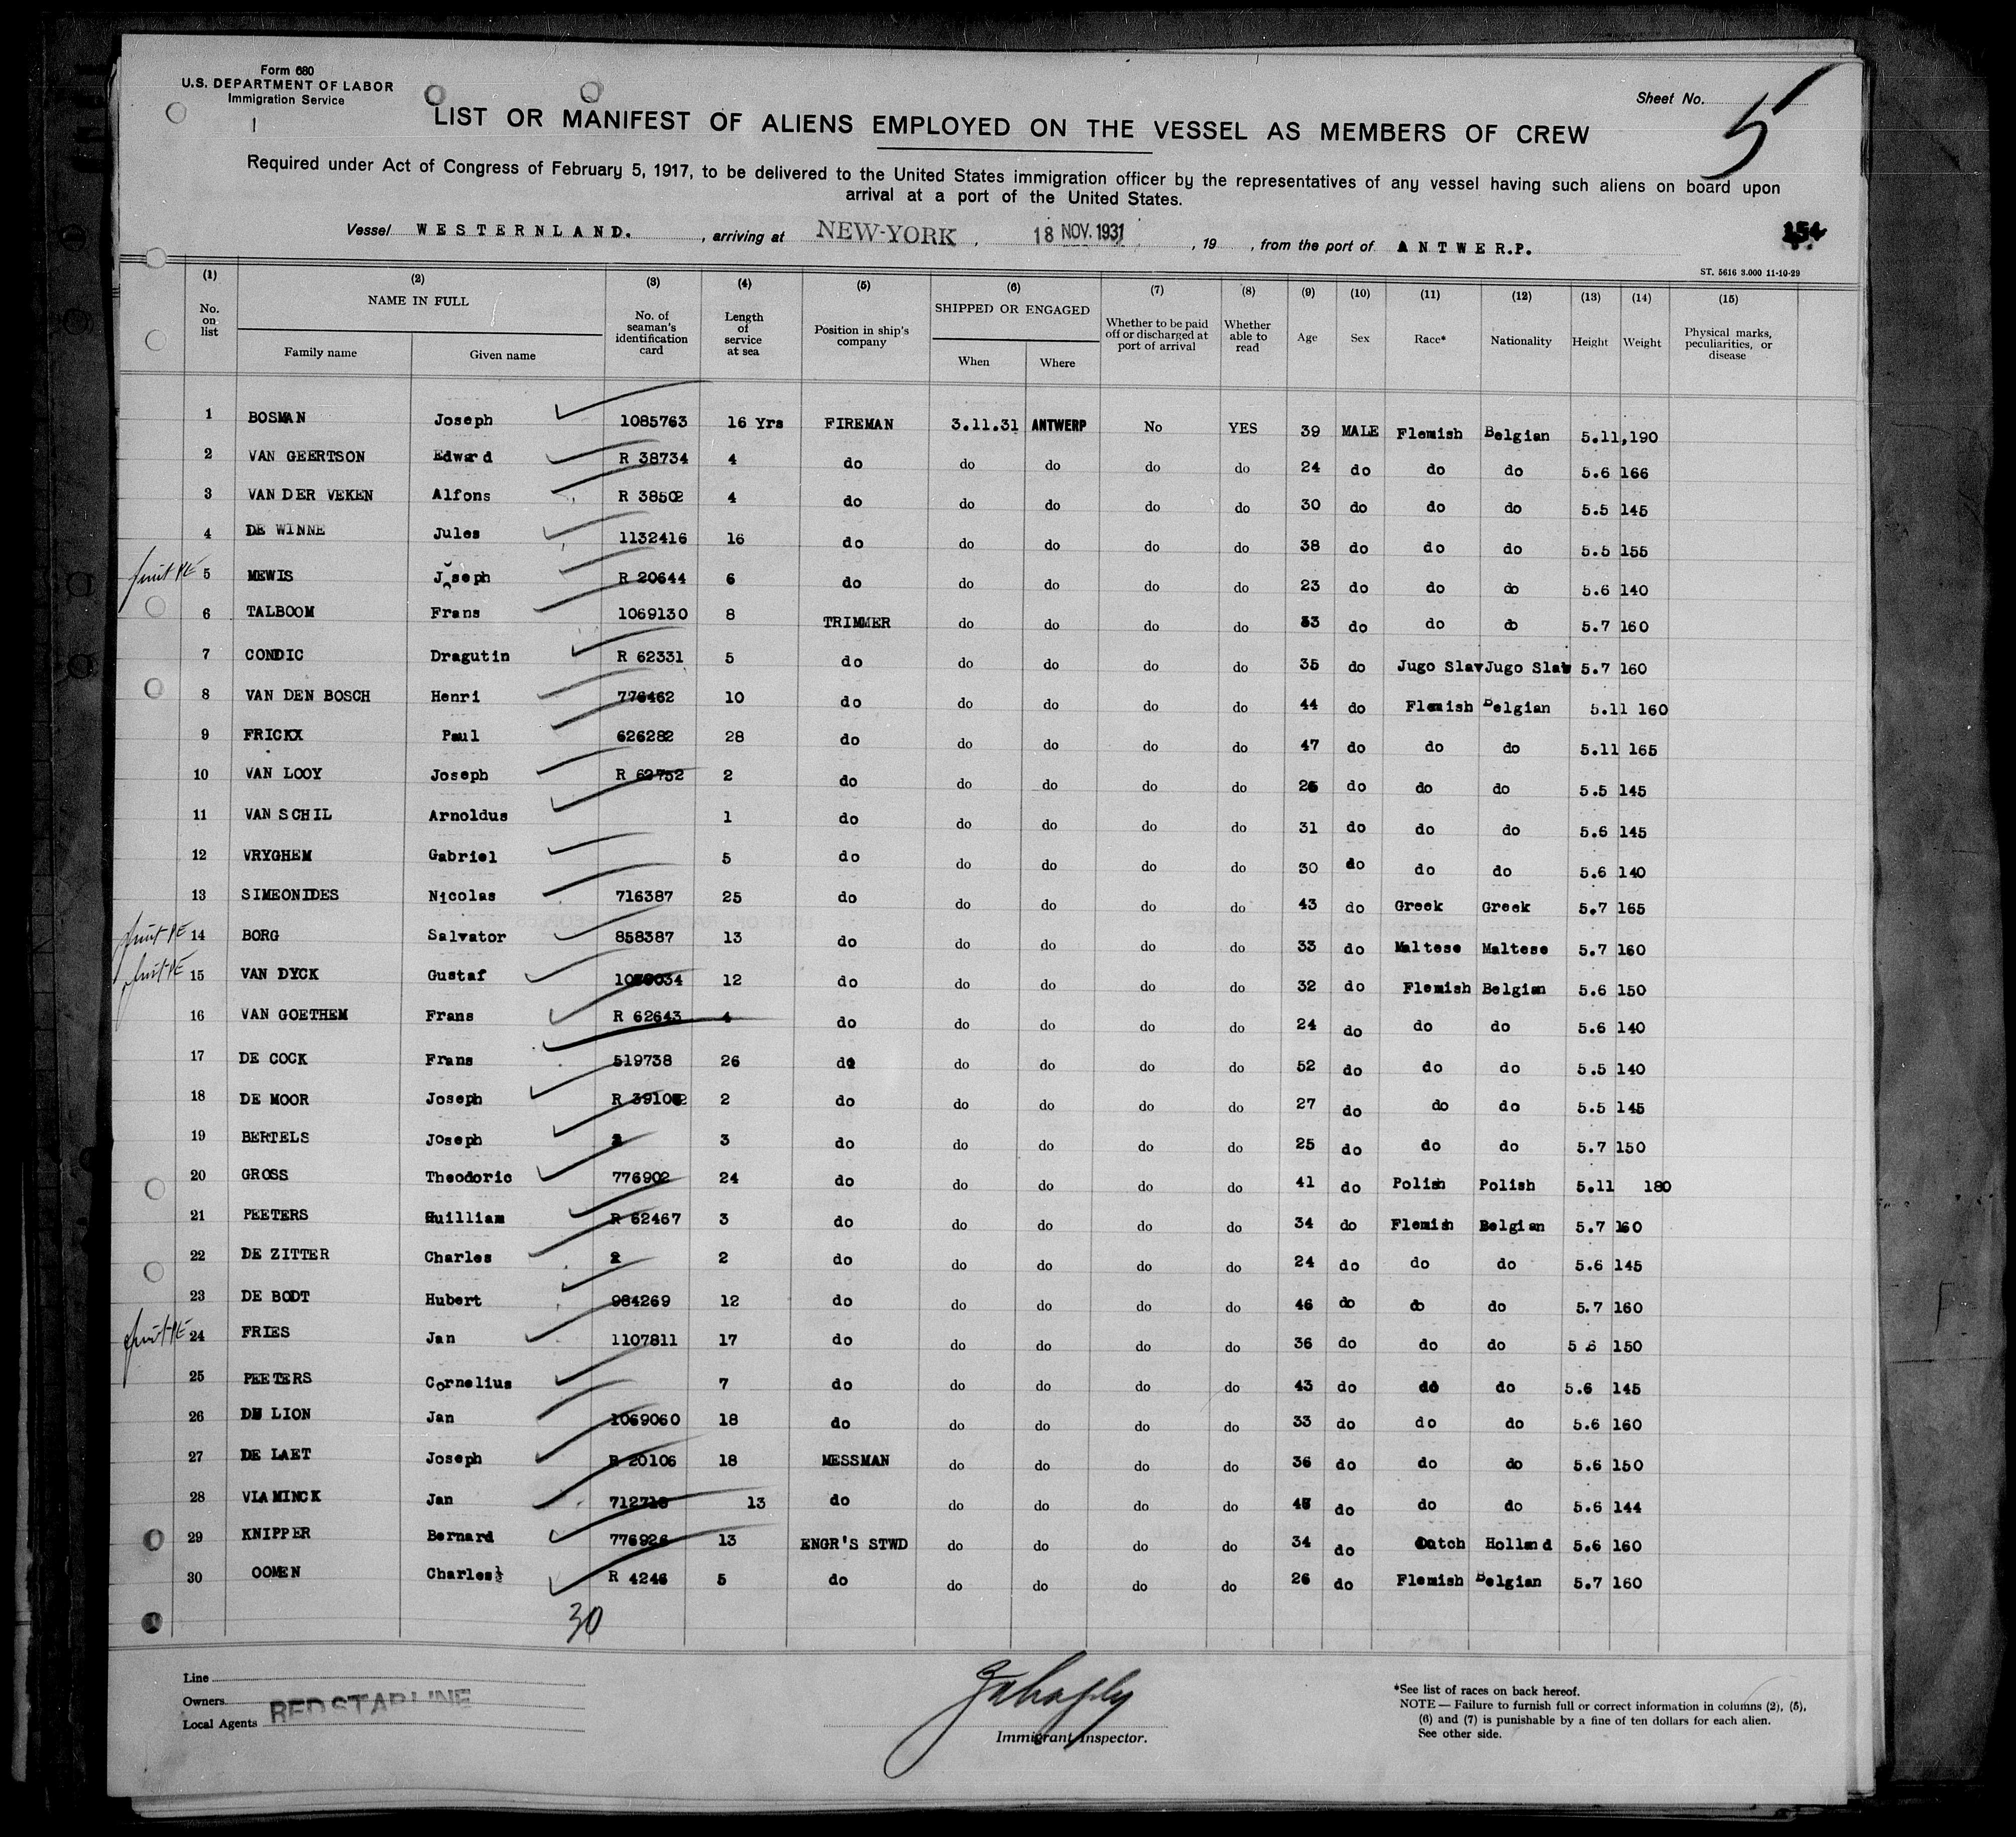 Form 680
U.S. DEPARTMENT OF LABOR
Immigration Service
Sheet No. 5
LIST OR MANIFEST OF ALIENS EMPLOYED ON THE VESSEL AS MEMBERS OF CREW
Required under Act of Congress of February 5, 1917, to be delivered to the United States immigration officer by the representatives of any vessel having such aliens on board upon
arrival at a port of the United States.
Vessel WESTERNLAND. , arriving at NEW-YORK , 18 NOV. 1931 , 19 , from the port of ANTWERP.
154
ST. 5616 3.000 11-10-29
(1) (2) (3) (4) (5) (6) (7) (8) (9) (10) (11) (12) (13) (14) (15)
No. on list NAME IN FULL Family name Given name No. of seaman's identification card Length of service at sea Position in ship's company SHIPPED OR ENGAGED When Where Whether to be paid off or discharged at port of arrival Whether able to read Age Sex Race* Nationality Height Weight Physical marks, peculiarities, or disease
1 BOSMAN Joseph 1085763 16 Yrs FIREMAN 3.11.31 ANTWERP No YES 39 MALE Flemish Belgian 5.11, 190
2 VAN GEERTSON Edward R 38734 4 do do do do do 24 do do do 5.6 166
3 VAN DER VEKEN Alfons R 38502 4 do do do do do 30 do do do 5.5 145
4 DE WINNE Jules 1132416 16 do do do do do 38 do do do 5.5 155
5 MEWIS Joseph R 20644 6 do do do do do 23 do do do 5.6 140
6 TALBOOM Frans 1069130 8 TRIMMER do do do do 33 do do do 5.7 160
7 CONDIC Dragutin R 62331 5 do do do do do 35 do Jugo Slav Jugo Slav 5.7 160
8 VAN DEN BOSCH Henri 776462 10 do do do do do 44 do Flemish Belgian 5.11 160
9 FRICKX Paul 626282 28 do do do do do 47 do do do 5.11 165
10 VAN LOOY Joseph R 62752 2 do do do do do 26 do do do 5.5 145
11 VAN SCHIL Arnoldus 1 do do do do do 31 do do do 5.6 145
12 VRYGHEM Gabriel 5 do do do do do 30 do do do 5.6 140
13 SIMEONIDES Nicolas 716387 25 do do do do do 43 do Greek Greek 5.7 165
14 BORG Salvator 858387 13 do do do do do 33 do Maltese Maltese 5.7 160
15 VAN DYCK Gustaf 12 do do do do do 32 do Flemish Belgian 5.6 150
16 VAN GOETHEM Frans R 62643 4 do do do do do 24 do do do 5.6 140
17 DE COCK Frans 519738 26 do do do do do 52 do do do 5.5 140
18 DE MOOR Joseph 2 do do do do do 27 do do do 5.5 145
19 BERTELS Joseph 3 do do do do do 25 do do do 5.7 150
20 GROSS Theodoric 776902 24 do do do do do 41 do Polish Polish 5.11 180
21 PEETERS Guilliam R 62467 3 do do do do do 34 do Flemish Belgian 5.7 160
22 DE ZITTER Charles 2 do do do do do 24 do do do 5.6 145
23 DE BODT Hubert 984269 12 do do do do do 46 do do do 5.7 160
24 FRIES Jan 1107811 17 do do do do do 36 do do do 5 .6 150
25 PEETERS Cornelius 7 do do do do do 43 do do do 5.6 145
26 DE LION Jan 1069060 18 do do do do do 33 do do do 5.6 160
27 DE LAET Joseph R 20106 18 MESSMAN do do do do 36 do do do 5.6 150
28 VLAMINCK Jan 13 do do do do do do do do 5.6 144
29 KNIPPER Bernard 776926 13 ENGR'S STWD do do do do 34 do Dutch Holland 5.6 160
30 OOMEN Charles R 4246 5 do do do do do 26 do Flemish Belgian 5.7 160
30
Line
Owners
Local Agents RED STAR LINE
Immigrant Inspector.
*See list of races on back hereof.
NOTE — Failure to furnish full or correct information in columns (2), (5),
(6) and (7) is punishable by a fine of ten dollars for each alien.
See other side.